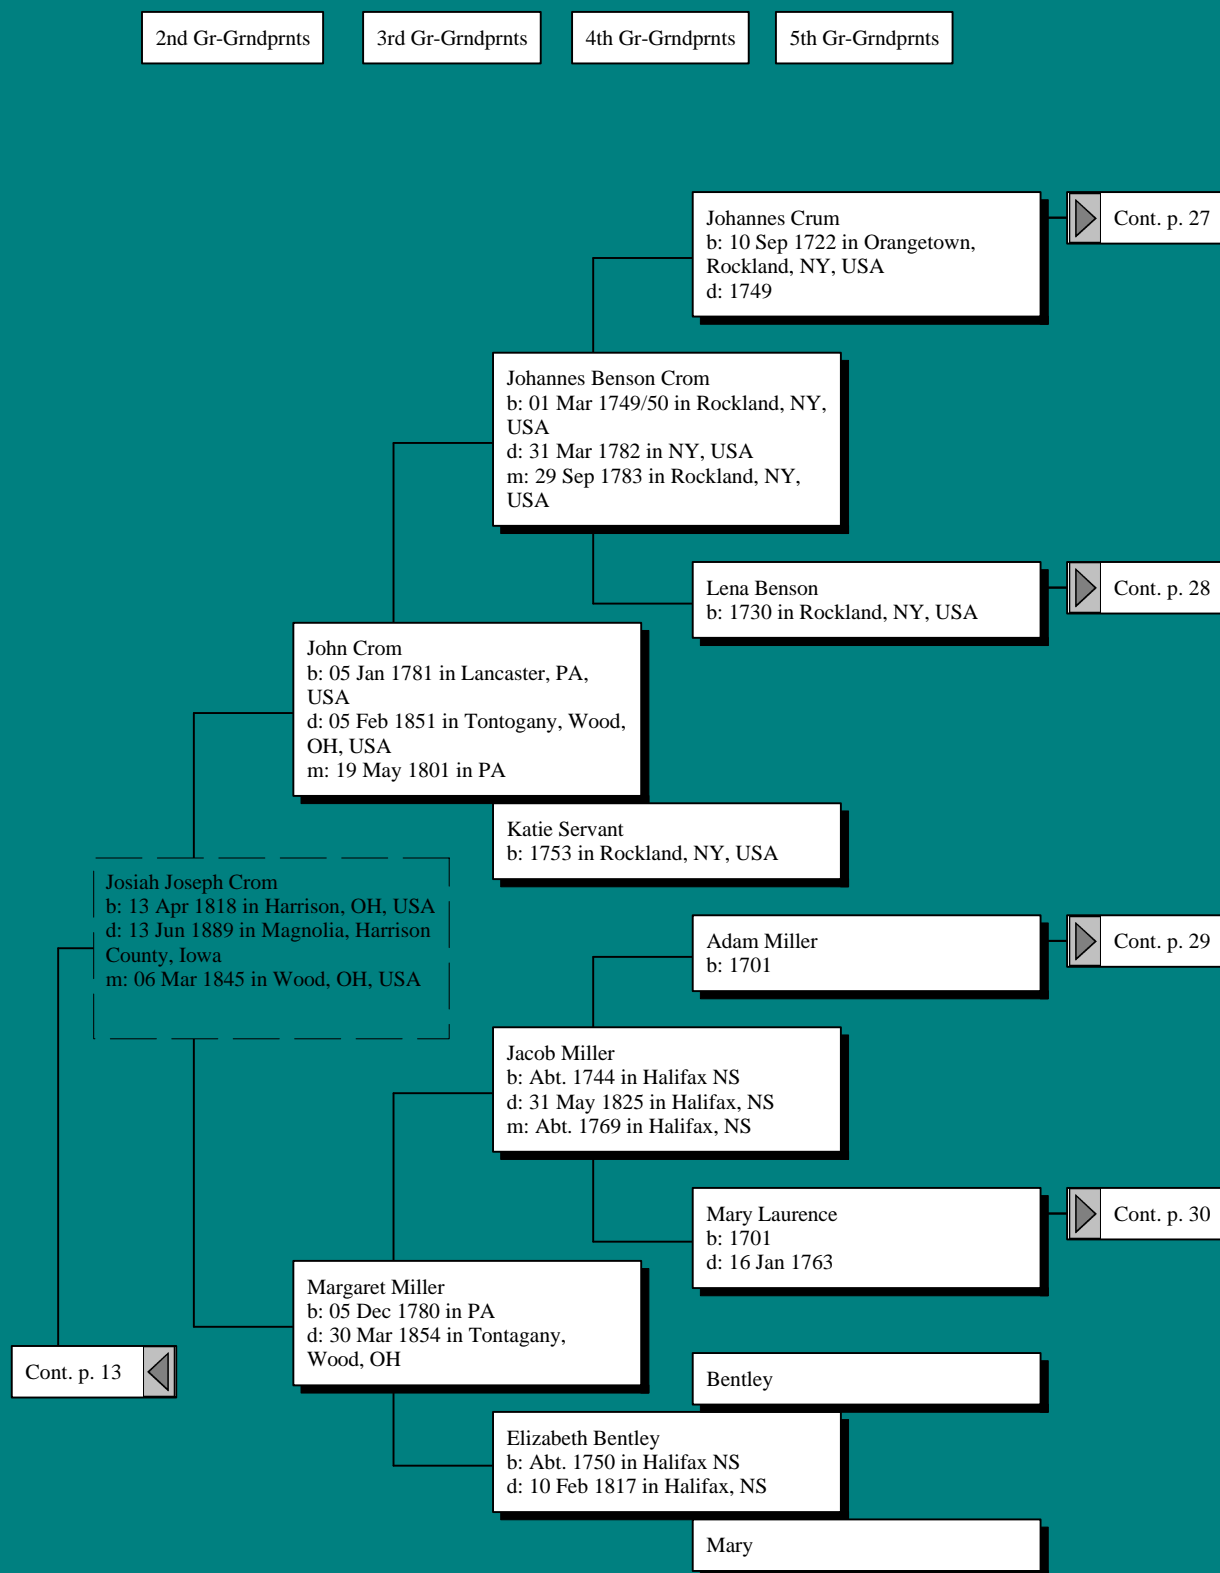 2nd Gr-Grndprnts
3rd Gr-Grndprnts
4th Gr-Grndprnts
5th Gr-Grndprnts
Johannes Crum
b: 10 Sep 1722 in Orangetown,
Rockland, NY, USA
d: 1749
Cont. p. 27
Johannes Benson Crom
b: 01 Mar 1749/50 in Rockland, NY,
USA
d: 31 Mar 1782 in NY, USA
m: 29 Sep 1783 in Rockland, NY,
USA
Lena Benson
b: 1730 in Rockland, NY, USA
Cont. p. 28
John Crom
b: 05 Jan 1781 in Lancaster, PA,
USA
d: 05 Feb 1851 in Tontogany, Wood,
OH, USA
m: 19 May 1801 in PA
Katie Servant
b: 1753 in Rockland, NY, USA
Josiah Joseph Crom
b: 13 Apr 1818 in Harrison, OH, USA
d: 13 Jun 1889 in Magnolia, Harrison
County, Iowa
m: 06 Mar 1845 in Wood, OH, USA
Adam Miller
b: 1701
Cont. p. 29
Jacob Miller
b: Abt. 1744 in Halifax NS
d: 31 May 1825 in Halifax, NS
m: Abt. 1769 in Halifax, NS
Mary Laurence
b: 1701
d: 16 Jan 1763
Cont. p. 30
Margaret Miller
b: 05 Dec 1780 in PA
d: 30 Mar 1854 in Tontagany,
Wood, OH
Cont. p. 13
Bentley
Elizabeth Bentley
b: Abt. 1750 in Halifax NS
d: 10 Feb 1817 in Halifax, NS
Mary